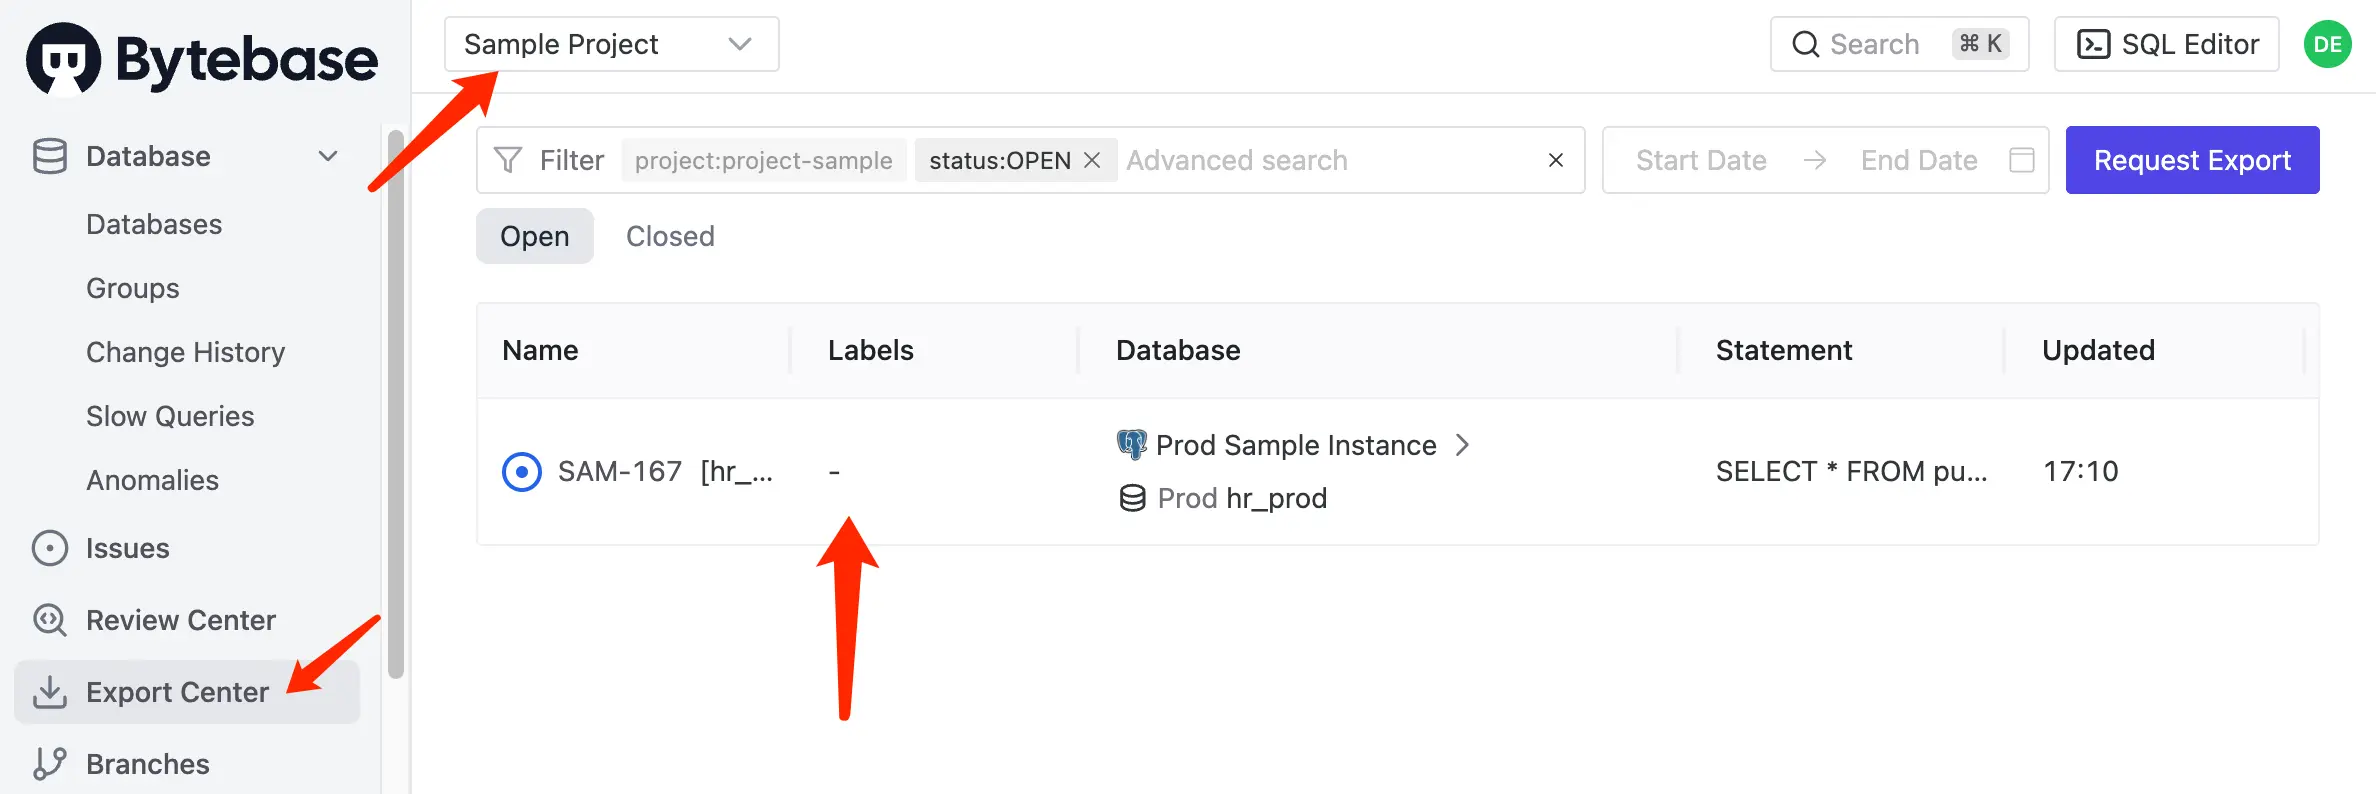 Bytebase
Sample Project
Search ⌘ K
SQL Editor
DE
Database
Databases
Groups
Change History
Slow Queries
Anomalies
Issues
Review Center
Export Center
Branches
Filter project:project-sample status:OPEN Advanced search
Start Date → End Date
Request Export
Open Closed
Name Labels Database Statement Updated
SAM-167 [hr_... - Prod Sample Instance SELECT * FROM pu... 17:10
Prod hr_prod